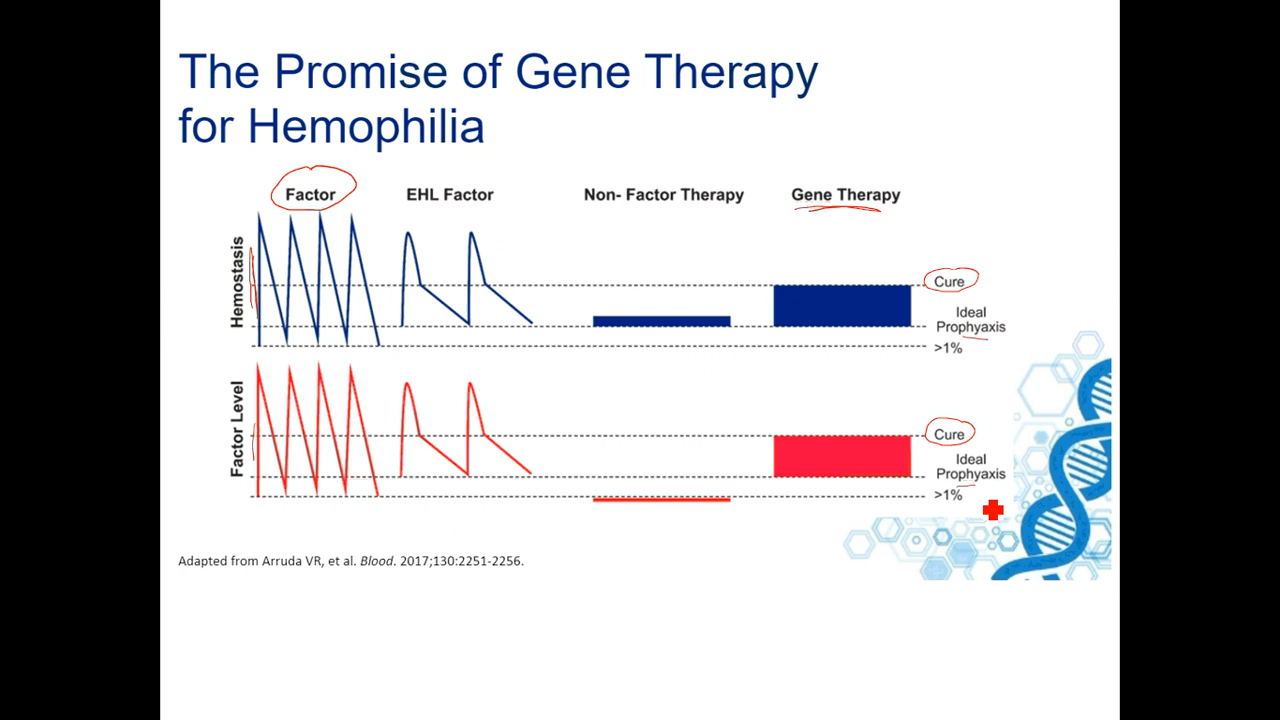 The Promise of Gene Therapy
for Hemophilia
Factor
EHL Factor
Non- Factor Therapy
Gene Therapy
Hemostasis
Cure
Ideal
Prophyaxis
>1%
Factor Level
Cure
Ideal
Prophyaxis
>1%
Adapted from Arruda VR, et al. Blood. 2017;130:2251-2256.